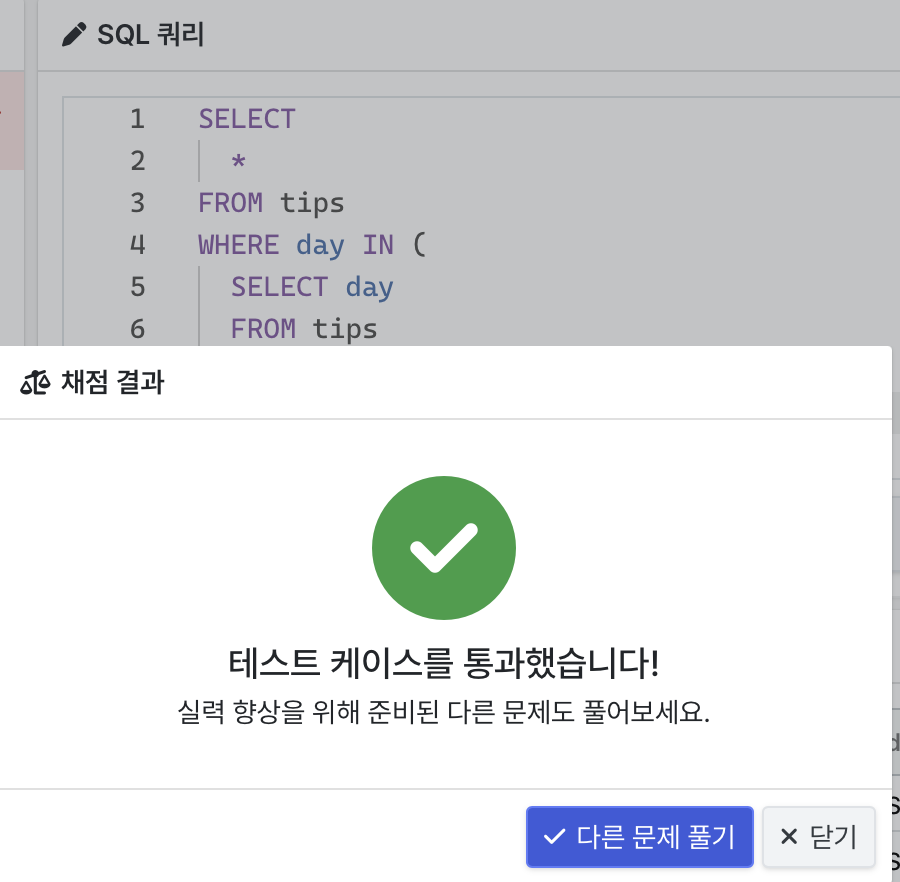 SQL 쿼리
1 SELECT
2 *
3 FROM tips
4 WHERE day IN (
5 SELECT day
6 FROM tips
채점 결과
테스트 케이스를 통과했습니다!
실력 향상을 위해 준비된 다른 문제도 풀어보세요.
다른 문제 풀기
닫기